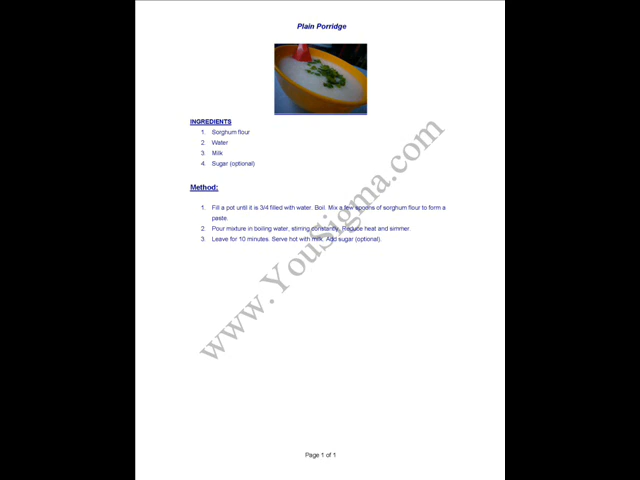 Plain Porridge
INGREDIENTS
1. Sorghum flour
2. Water
3. Milk
4. Sugar (optional)
Method:
1. Fill a pot until it is 3/4 filled with water. Boil. Mix a few spoons of sorghum flour to form a
paste.
2. Pour mixture in boiling water, stirring constantly. Reduce heat and simmer.
3. Leave for 10 minutes. Serve hot with milk. Add sugar (optional).
www.YouSigma.com
Page 1 of 1